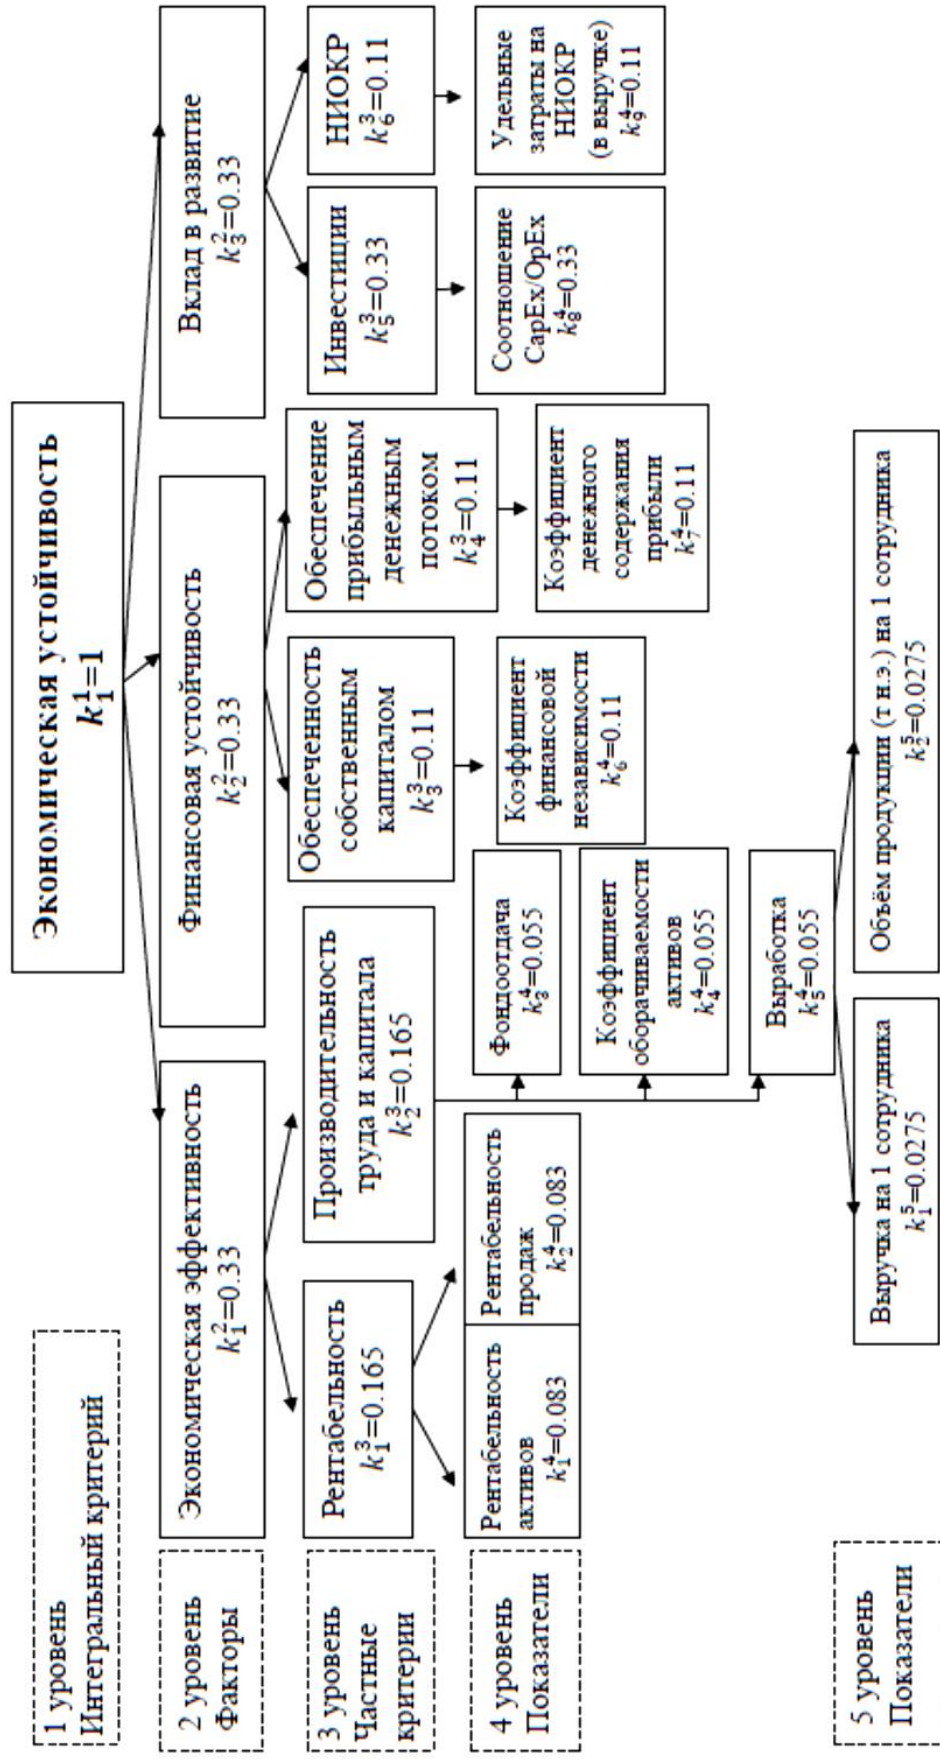 Экономическая устойчивость
k₁¹=1
1 уровень
Интегральный критерий
2 уровень
Факторы
Экономическая эффективность
k₁²=0.33
Финансовая устойчивость
k₂²=0.33
Вклад в развитие
k₃²=0.33
3 уровень
Частные
критерии
Рентабельность
k₁³=0.165
Производительность
труда и капитала
k₂³=0.165
Обеспеченность
собственным
капиталом
k₃³=0.11
Обеспечение
прибыльным
денежным
потоком
k₄³=0.11
Инвестиции
k₅³=0.33
НИОКР
k₆³=0.11
4 уровень
Показатели
Рентабельность
активов
k₁⁴=0.083
Рентабельность
продаж
k₂⁴=0.083
Фондоотдача
k₃⁴=0.055
Коэффициент
оборачиваемости
активов
k₄⁴=0.055
Выработка
k₅⁴=0.055
Коэффициент
финансовой
независимости
k₆⁴=0.11
Коэффициент
денежного
содержания
прибыли
k₇⁴=0.11
Соотношение
CapEx/OpEx
k₈⁴=0.33
Удельные
затраты на
НИОКР
(в выручке)
k₉⁴=0.11
5 уровень
Показатели
Выручка на 1 сотрудника
k₁⁵=0.0275
Объём продукции (т н.э.) на 1 сотрудника
k₂⁵=0.0275